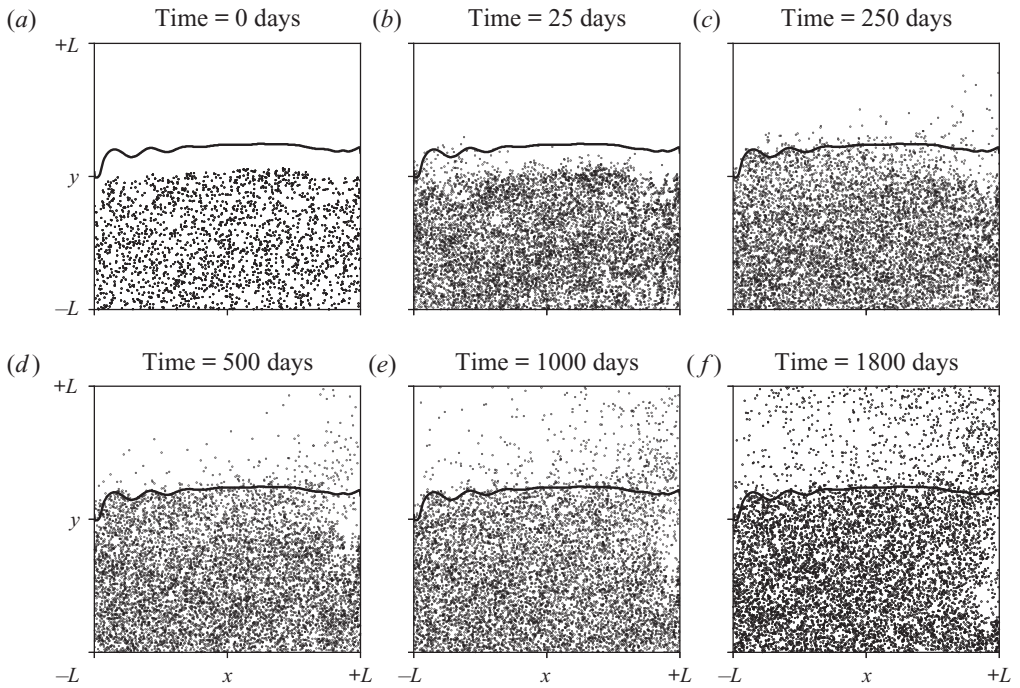 (a) Time = 0 days (b) Time = 25 days (c) Time = 250 days
+L
y
–L
(d) Time = 500 days (e) Time = 1000 days (f) Time = 1800 days
+L
y
–L x +L –L x +L –L x +L